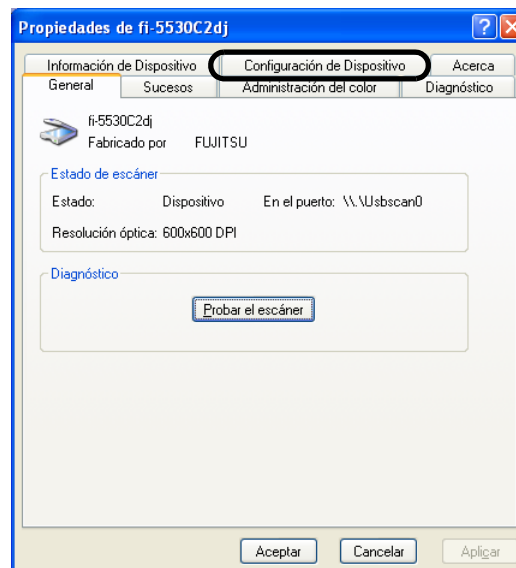 Propiedades de fi-5530C2dj
Información de Dispositivo Configuración de Dispositivo Acerca
General Sucesos Administración del color Diagnóstico
fi-5530C2dj
Fabricado por FUJITSU
Estado de escáner
Estado: Dispositivo En el puerto: \\.\Usbscan0
Resolución óptica: 600x600 DPI
Diagnóstico
Probar el escáner
Aceptar Cancelar Aplicar